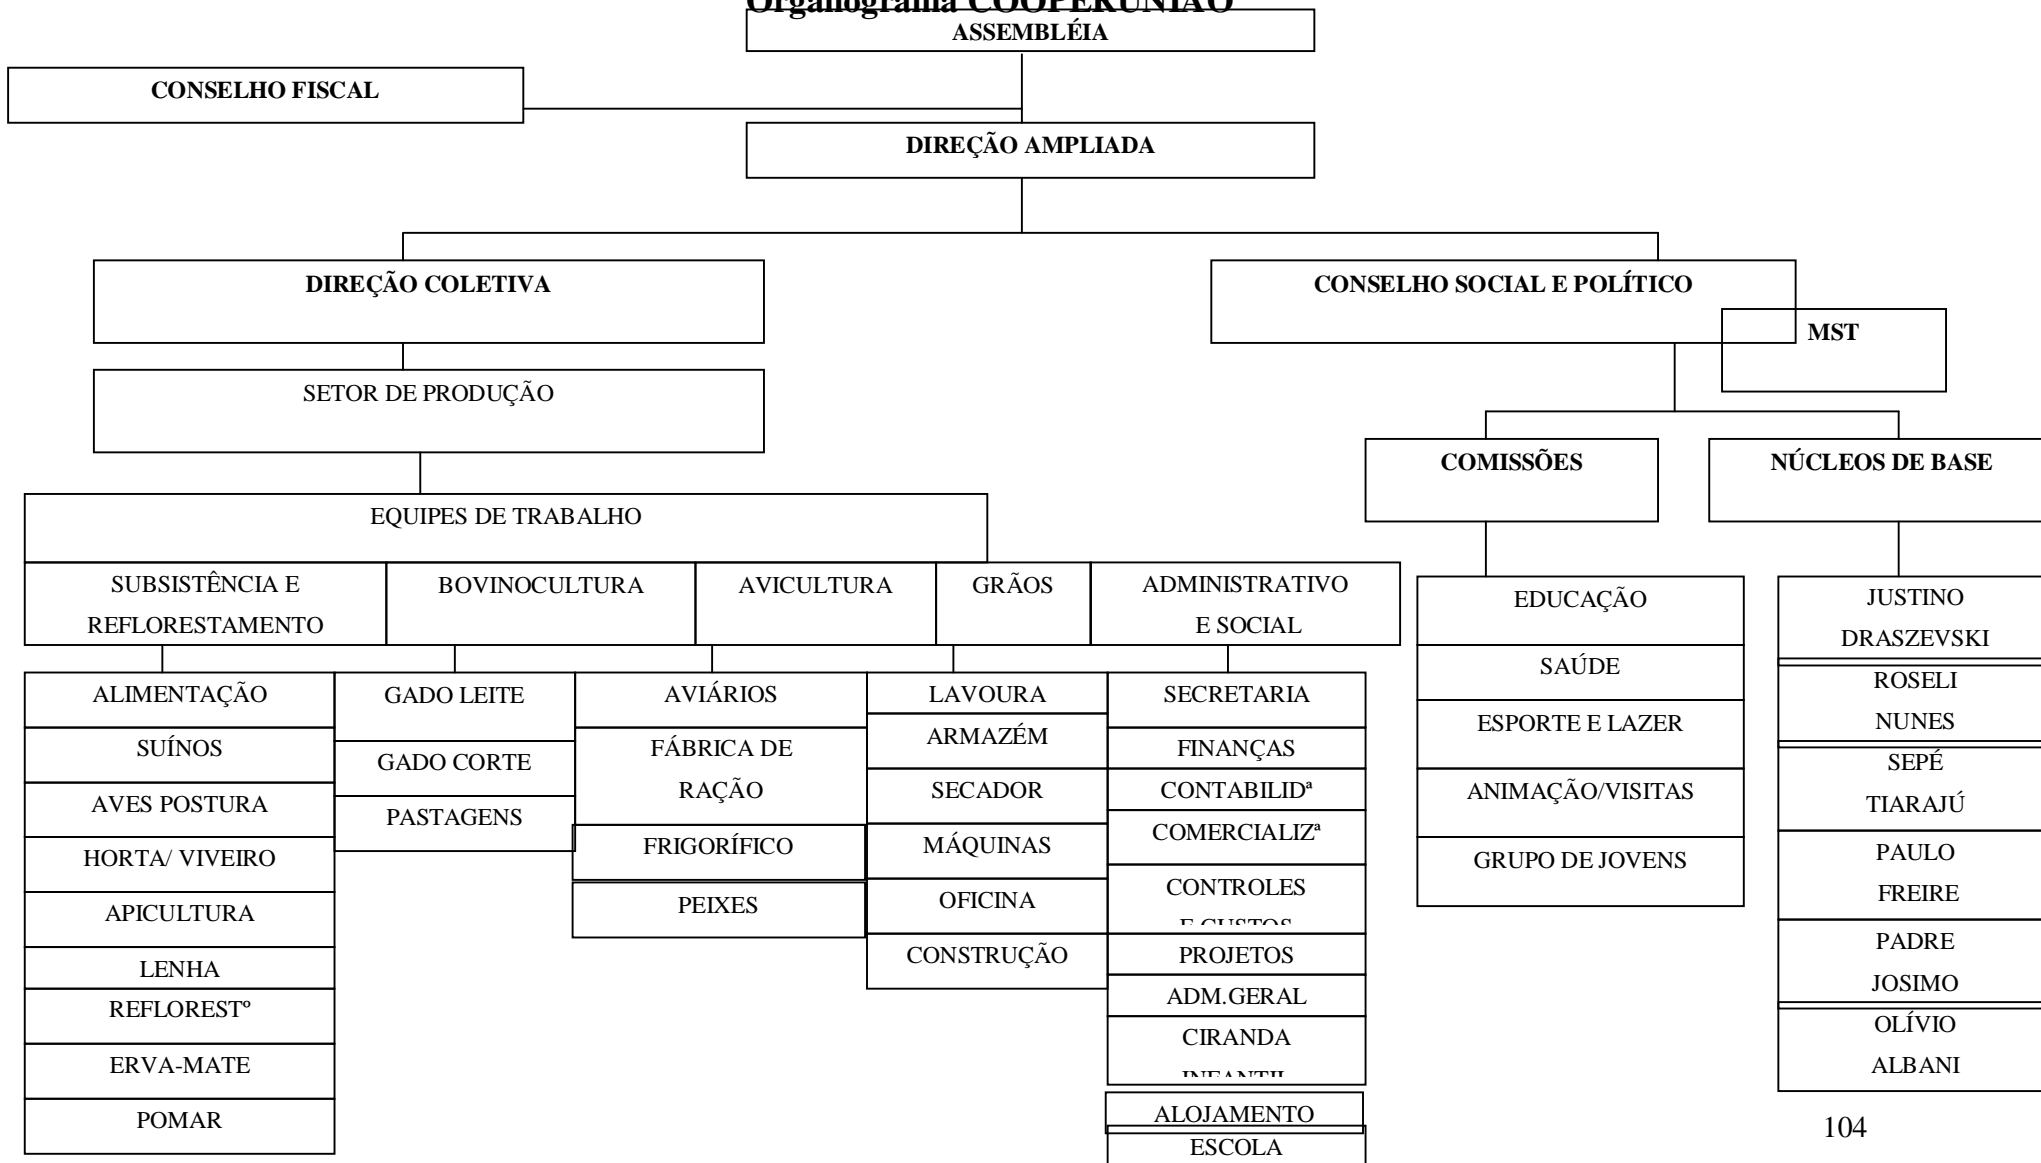 Organograma COOPERUNIÃO
ASSEMBLÉIA
CONSELHO FISCAL
DIREÇÃO AMPLIADA
DIREÇÃO COLETIVA
CONSELHO SOCIAL E POLÍTICO
MST
SETOR DE PRODUÇÃO
COMISSÕES
NÚCLEOS DE BASE
EQUIPES DE TRABALHO
SUBSISTÊNCIA E
REFLORESTAMENTO
BOVINOCULTURA
AVICULTURA
GRÃOS
ADMINISTRATIVO
E SOCIAL
ALIMENTAÇÃO
SUÍNOS
AVES POSTURA
HORTA/ VIVEIRO
APICULTURA
LENHA
REFLORESTº
ERVA-MATE
POMAR
GADO LEITE
GADO CORTE
PASTAGENS
AVIÁRIOS
FÁBRICA DE
RAÇÃO
FRIGORÍFICO
PEIXES
LAVOURA
ARMAZÉM
SECADOR
MÁQUINAS
OFICINA
CONSTRUÇÃO
SECRETARIA
FINANÇAS
CONTABILIDª
COMERCIALIZª
CONTROLES
E CUSTOS
PROJETOS
ADM.GERAL
CIRANDA
INFANTIL
ALOJAMENTO
ESCOLA
EDUCAÇÃO
SAÚDE
ESPORTE E LAZER
ANIMAÇÃO/VISITAS
GRUPO DE JOVENS
JUSTINO
DRASZEVSKI
ROSELI
NUNES
SEPÉ
TIARAJÚ
PAULO
FREIRE
PADRE
JOSIMO
OLÍVIO
ALBANI
104